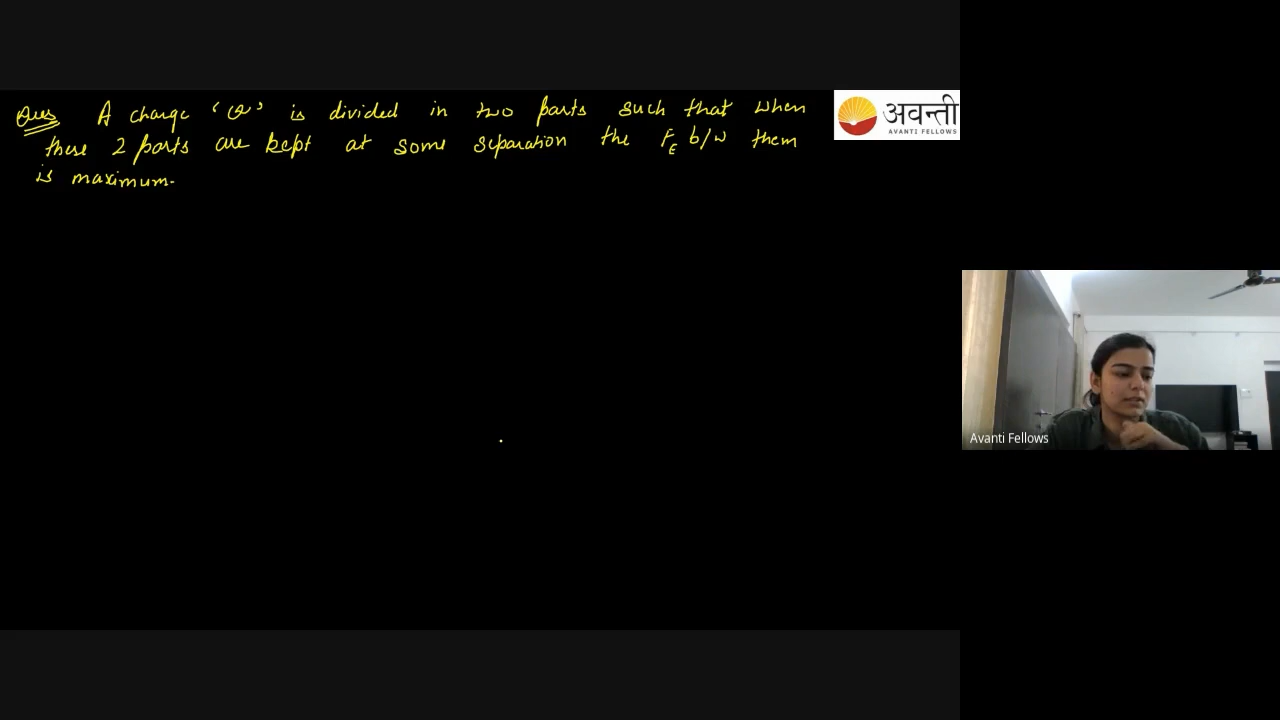 Ques A charge 'Q' is divided in two parts such that when
these 2 parts are kept at some separation the F_E b/w them
is maximum.
अवन्ती
AVANTI FELLOWS
Avanti Fellows